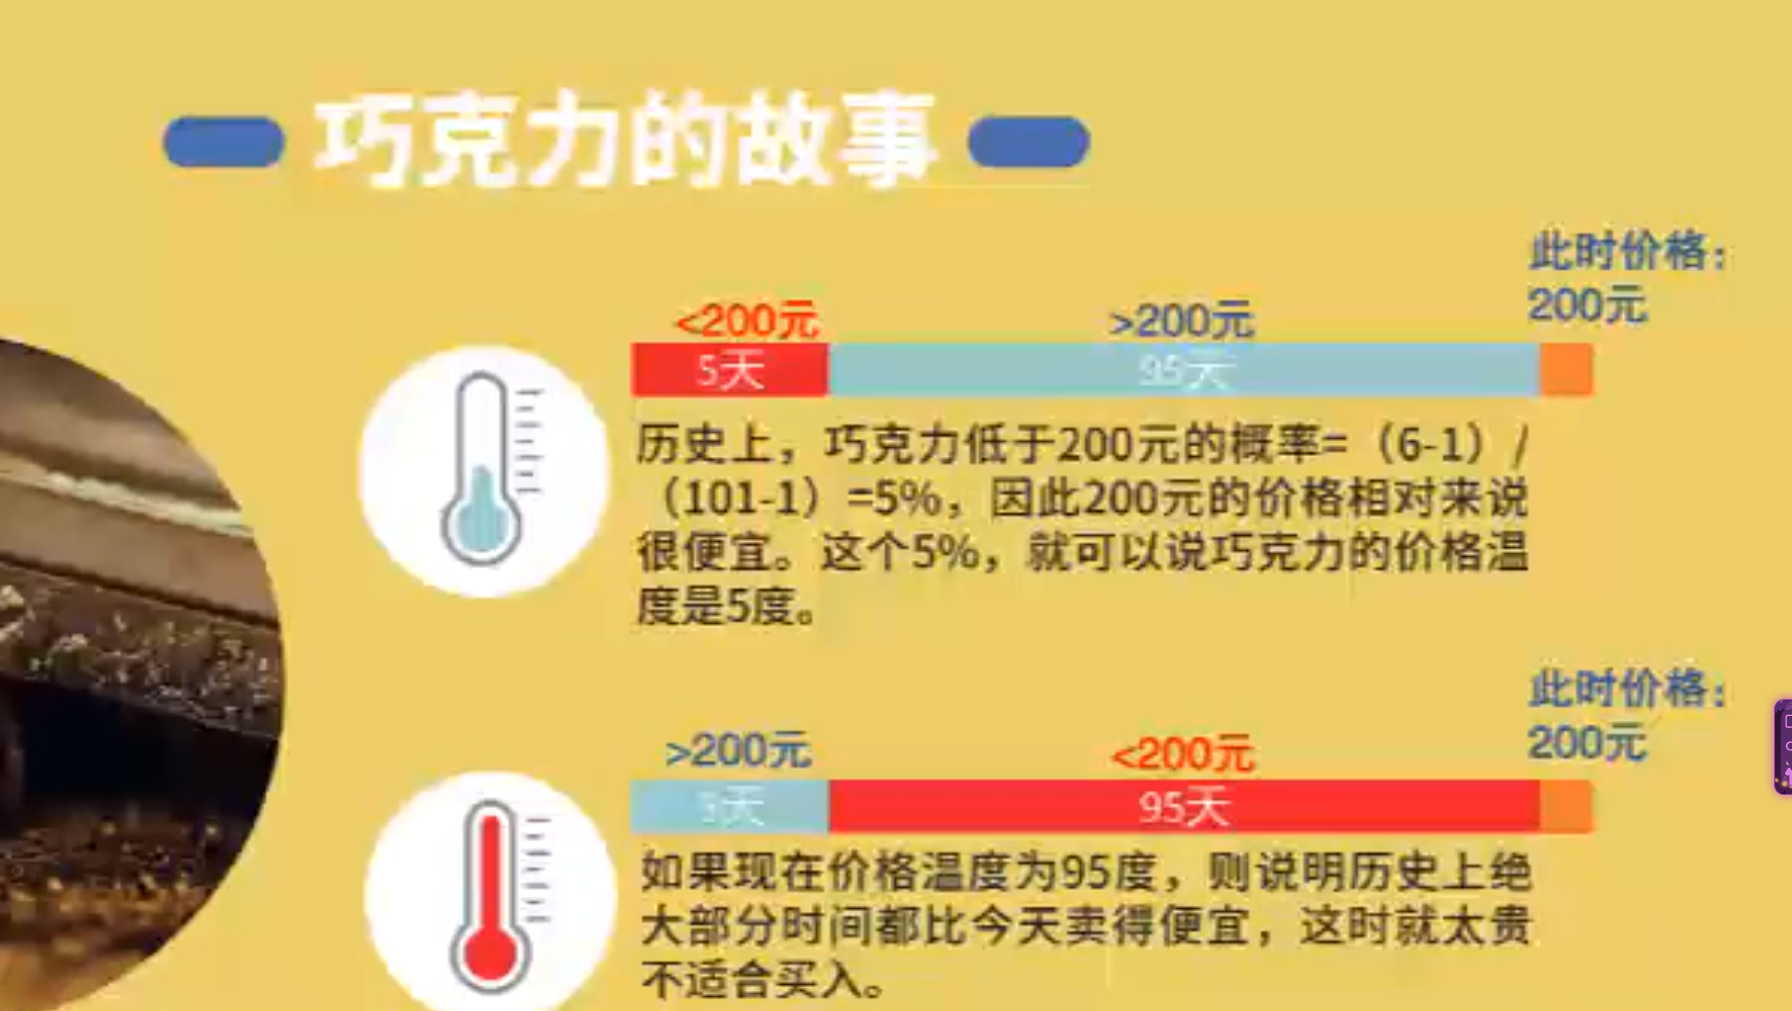 巧克力的故事
此时价格：
200元
<200元
>200元
5天
95天
历史上，巧克力低于200元的概率=（6-1）/
（101-1）=5%，因此200元的价格相对来说
很便宜。这个5%，就可以说巧克力的价格温
度是5度。
此时价格：
200元
>200元
<200元
5天
95天
如果现在价格温度为95度，则说明历史上绝
大部分时间都比今天卖得便宜，这时就太贵
不适合买入。